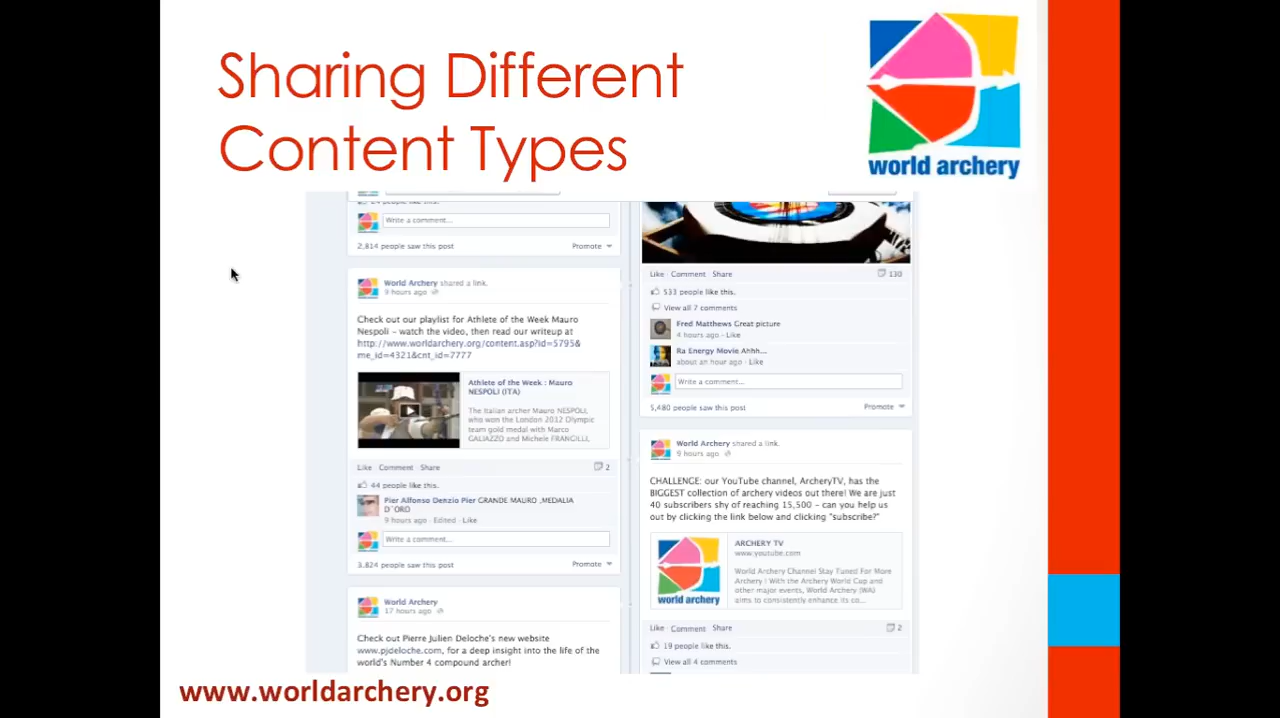 Sharing Different
Content Types
world archery
Write a comment...
2,814 people saw this post
Promote
World Archery shared a link.
9 hours ago
Check out our playlist for Athlete of the Week Mauro
Nespoli - watch the video, then read our writeup at
http://www.worldarchery.org/content.asp?id=5795&
me_id=4321&cnt_id=7777
Athlete of the Week : Mauro
NESPOLI (ITA)
The Italian archer Mauro NESPOLI,
who won the London 2012 Olympic
team gold medal with Marco
GALIAZZO and Michele FRANGILLI,
Like · Comment · Share
2
44 people like this.
Pier Alfonso Denzio Pier GRANDE MAURO ,MEDALIA
D`ORO
9 hours ago · Edited · Like
Write a comment...
3,824 people saw this post
Promote
World Archery
17 hours ago
Check out Pierre Julien Deloche's new website
www.pjdeloche.com, for a deep insight into the life of the
world's Number 4 compound archer!
Like · Comment · Share
130
533 people like this.
View all 7 comments
Fred Matthews Great picture
4 hours ago · Like
Ra Energy Movie Ahhh...
about an hour ago · Like
Write a comment...
5,480 people saw this post
Promote
World Archery shared a link.
9 hours ago
CHALLENGE: our YouTube channel, ArcheryTV, has the
BIGGEST collection of archery videos out there! We are just
40 subscribers shy of reaching 15,500 - can you help us
out by clicking the link below and clicking "subscribe?"
ARCHERY TV
www.youtube.com
World Archery Channel Stay Tuned For More
Archery ! With the Archery World Cup and
other major events, World Archery (WA)
aims to consistently enhance its co...
world archery
Like · Comment · Share
2
19 people like this.
View all 4 comments
www.worldarchery.org